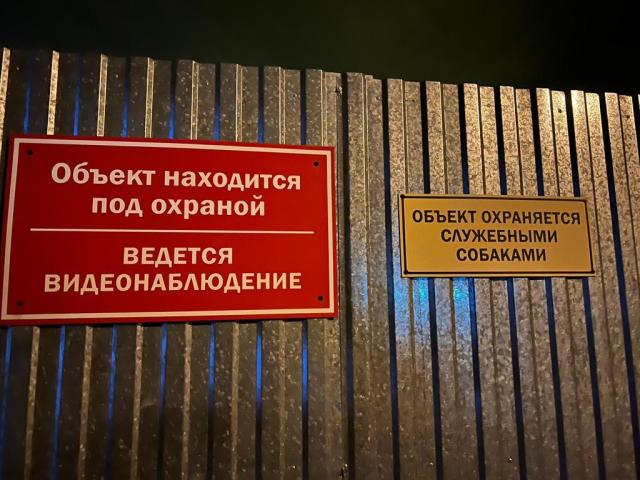 Объект находится
под охраной
ВЕДЕТСЯ
ВИДЕОНАБЛЮДЕНИЕ
ОБЪЕКТ ОХРАНЯЕТСЯ
СЛУЖЕБНЫМИ
СОБАКАМИ